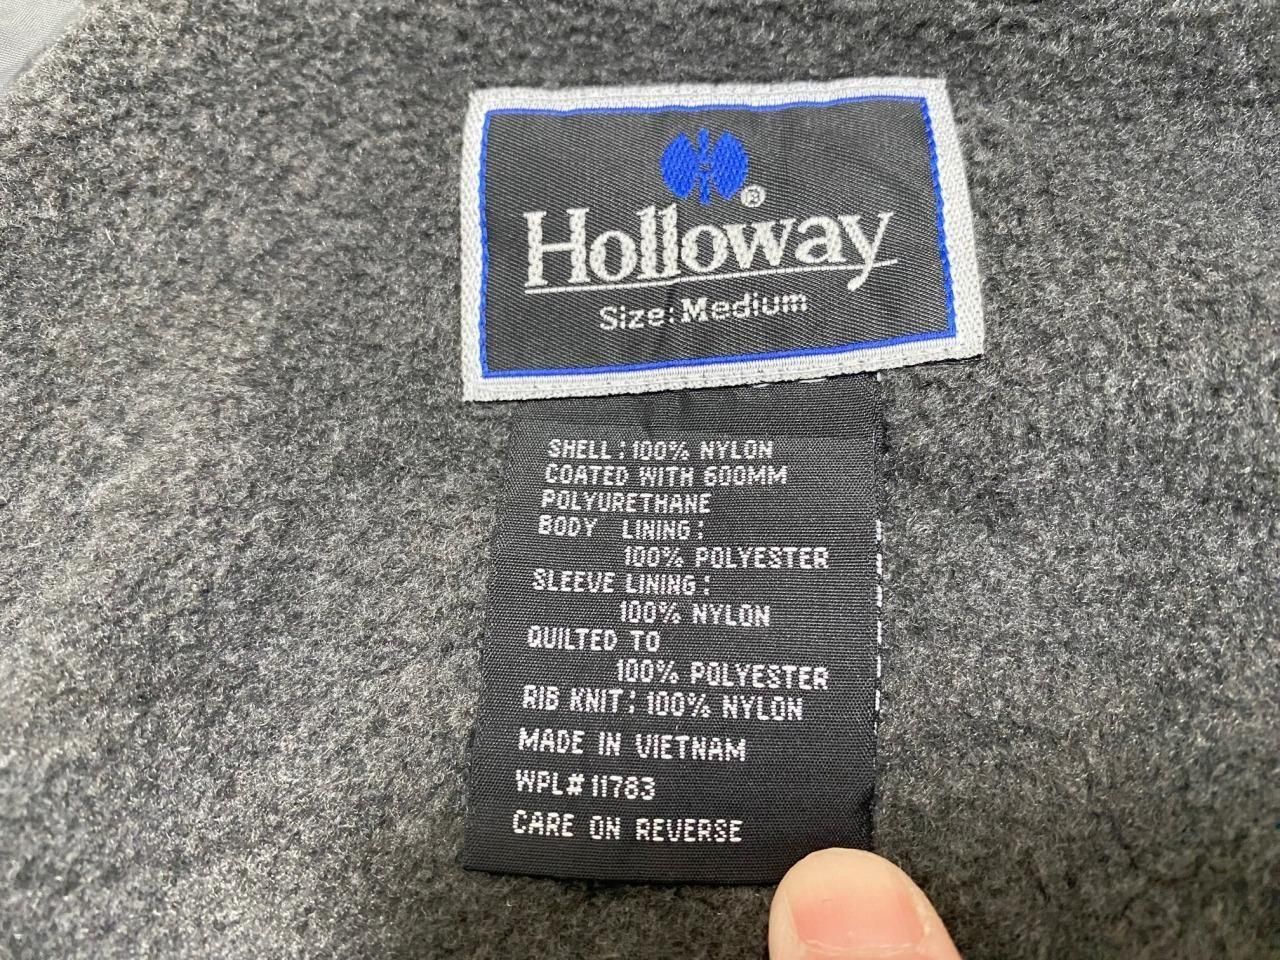 ®
Holloway
Size: Medium
SHELL: 100% NYLON
COATED WITH 600MM
POLYURETHANE
BODY LINING:
100% POLYESTER
SLEEVE LINING:
100% NYLON
QUILTED TO
100% POLYESTER
RIB KNIT: 100% NYLON
MADE IN VIETNAM
WPL# 11783
CARE ON REVERSE